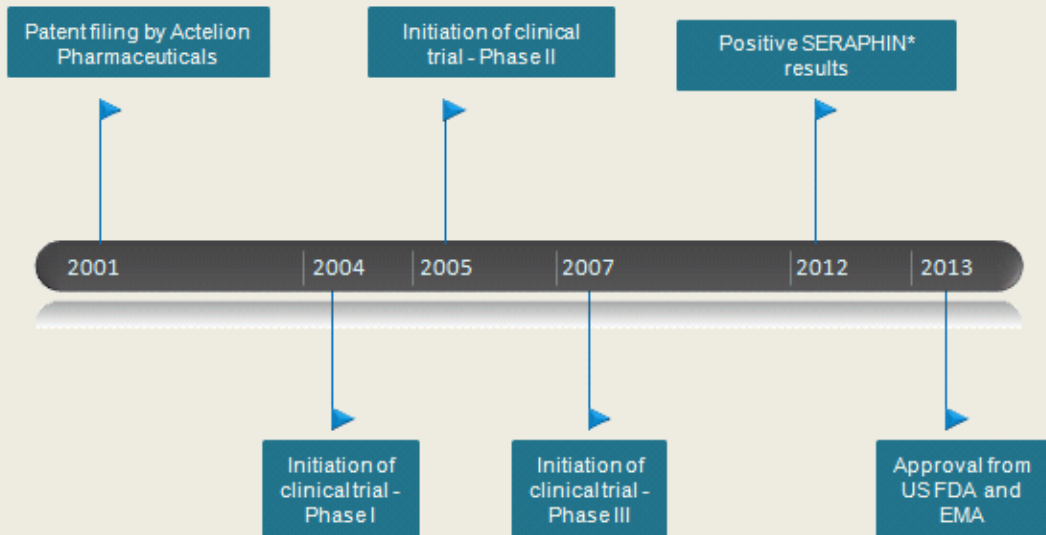 Patent filing by Actelion
Pharmaceuticals
Initiation of clinical
trial - Phase II
Positive SERAPHIN*
results
2001
2004
2005
2007
2012
2013
Initiation of
clinical trial -
Phase I
Initiation of
clinical trial -
Phase III
Approval from
US FDA and
EMA